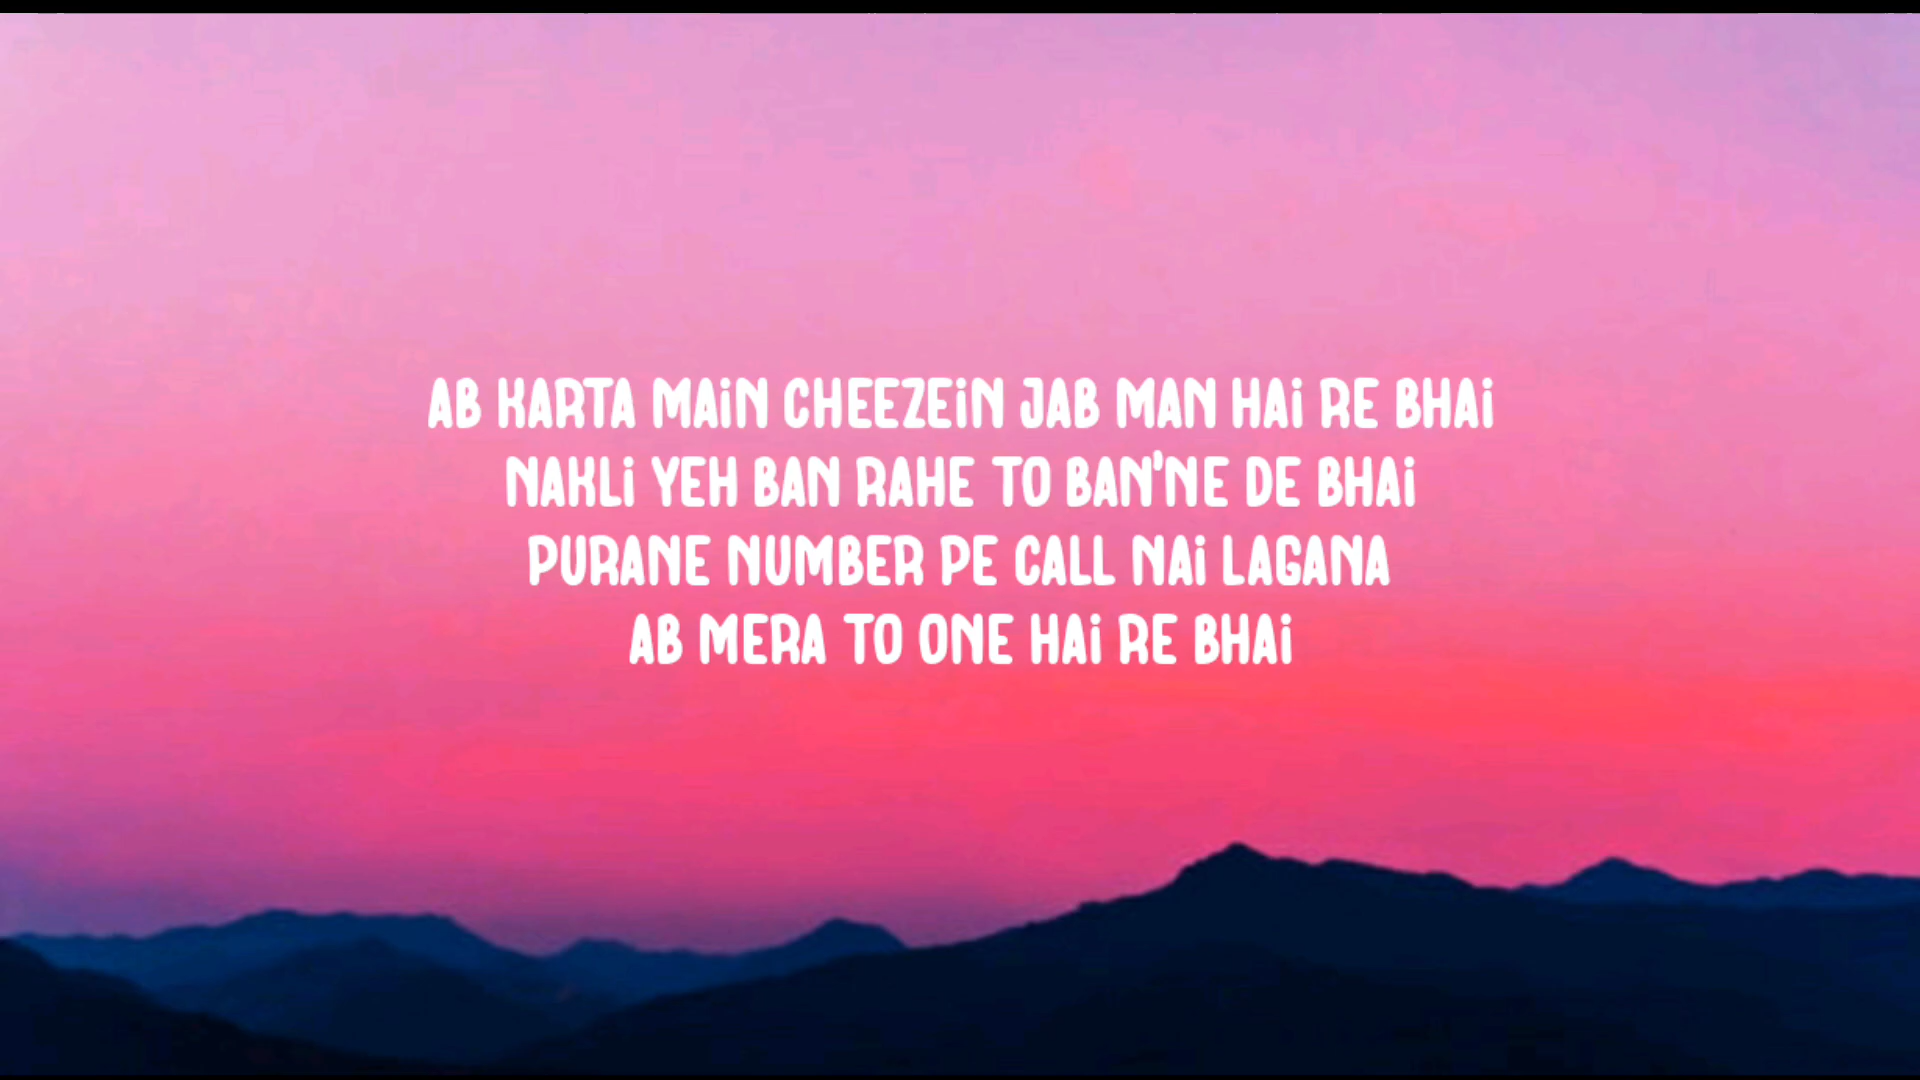 AB KARTA MAiN CHEEZEiN JAB MAN HAi RE BHAi
NAKLi YEH BAN RAHE TO BAN'NE DE BHAi
PURANE NUMBER PE CALL NAi LAGANA
AB MERA TO ONE HAi RE BHAi